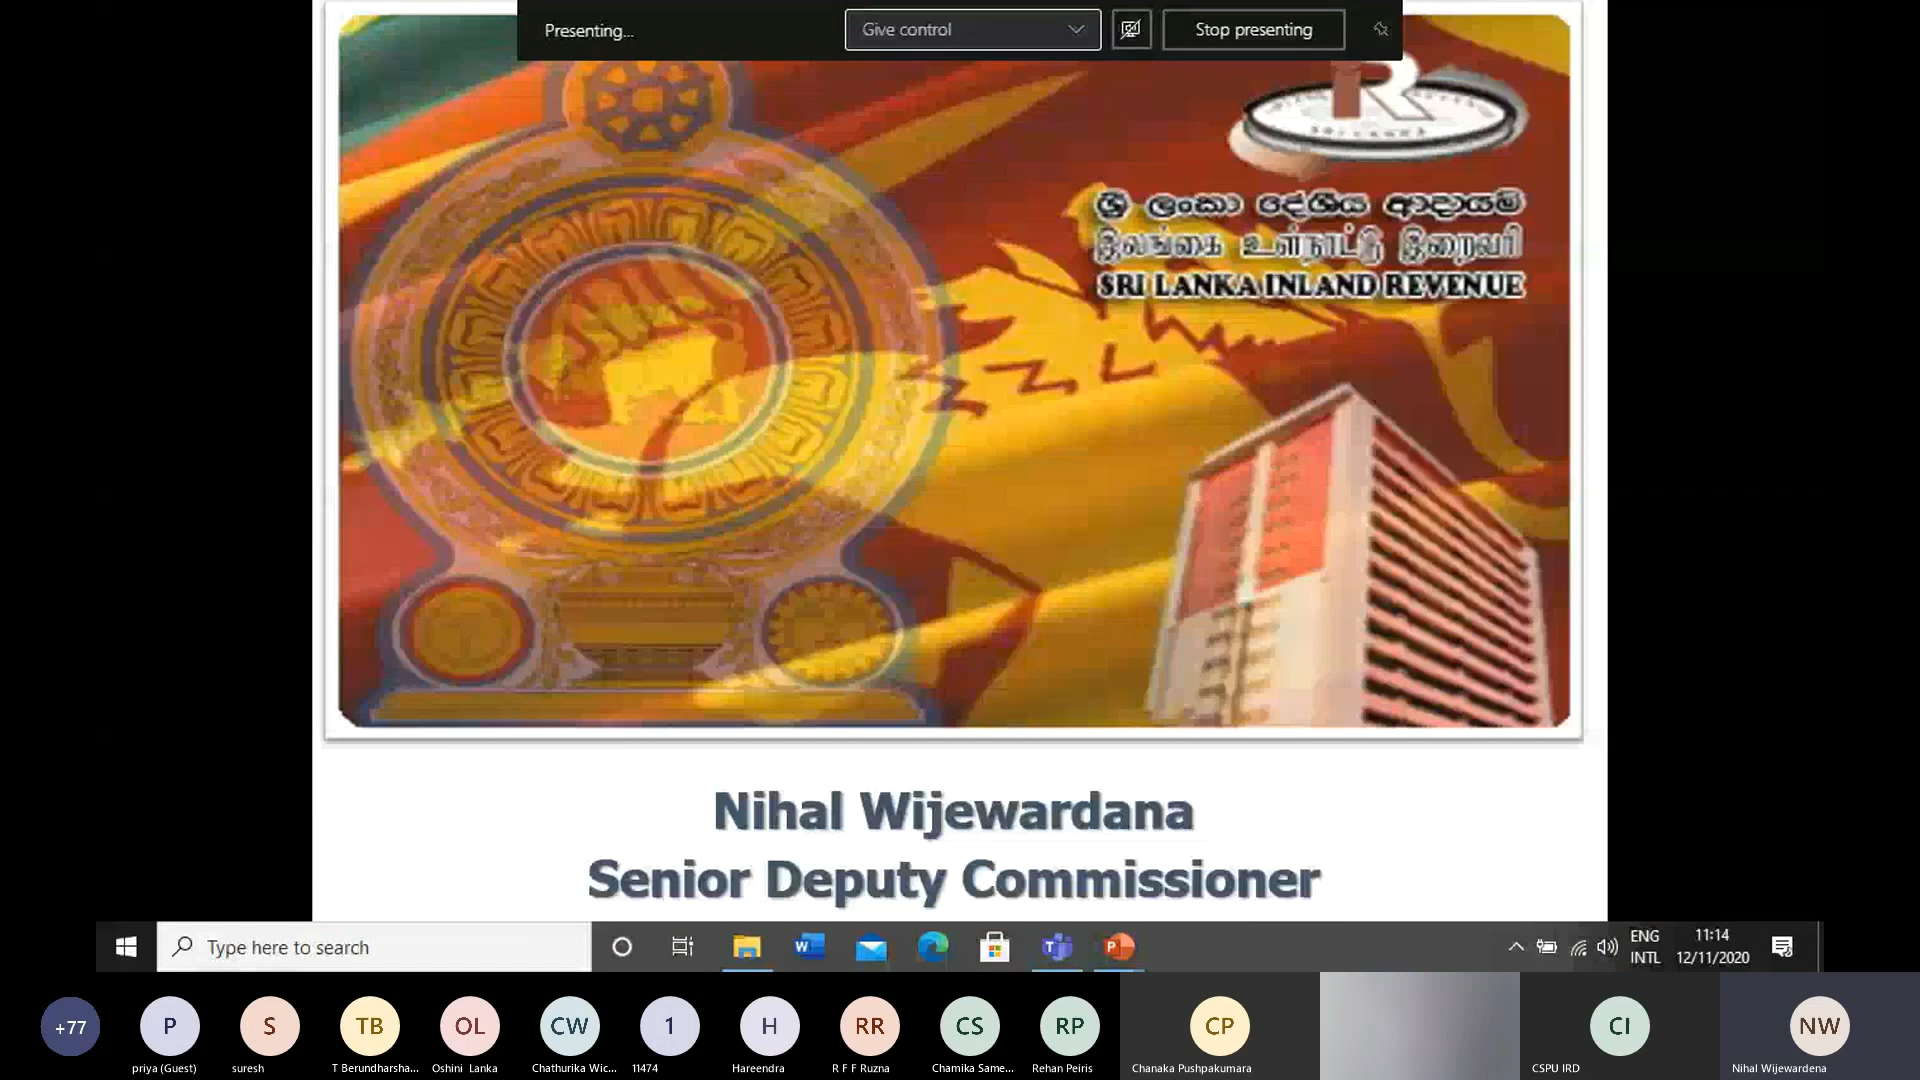 Presenting...
Give control
Stop presenting
R
SRI LANKA
ශ්‍රී ලංකා දේශීය ආදායම්
இலங்கை உள்நாட்டு இறைவரி
SRI LANKA INLAND REVENUE
Nihal Wijewardana
Senior Deputy Commissioner
Type here to search
ENG
INTL
11:14
12/11/2020
+77
P
S
TB
OL
CW
1
H
RR
CS
RP
CP
CI
NW
priya (Guest)
suresh
T Berundharsha...
Oshini Lanka
Chathurika Wic...
11474
Hareendra
R F F Ruzna
Chamika Same...
Rehan Peiris
Chanaka Pushpakumara
CSPU IRD
Nihal Wijewardena